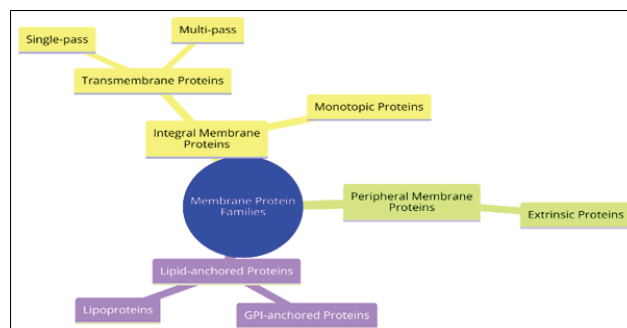 Multi-pass
Single-pass
Transmembrane Proteins
Monotopic Proteins
Integral Membrane
Proteins
Membrane Protein
Families
Peripheral Membrane
Proteins
Extrinsic Proteins
Lipid-anchored Proteins
Lipoproteins
GPI-anchored Proteins